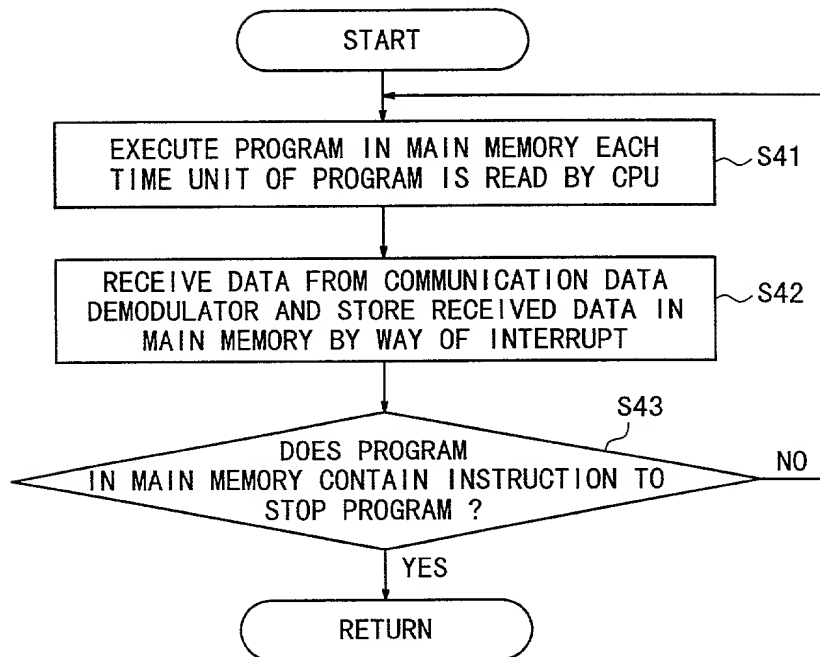 START
EXECUTE PROGRAM IN MAIN MEMORY EACH
TIME UNIT OF PROGRAM IS READ BY CPU
S41
RECEIVE DATA FROM COMMUNICATION DATA
DEMODULATOR AND STORE RECEIVED DATA IN
MAIN MEMORY BY WAY OF INTERRUPT
S42
S43
DOES PROGRAM
IN MAIN MEMORY CONTAIN INSTRUCTION TO
STOP PROGRAM ?
NO
YES
RETURN